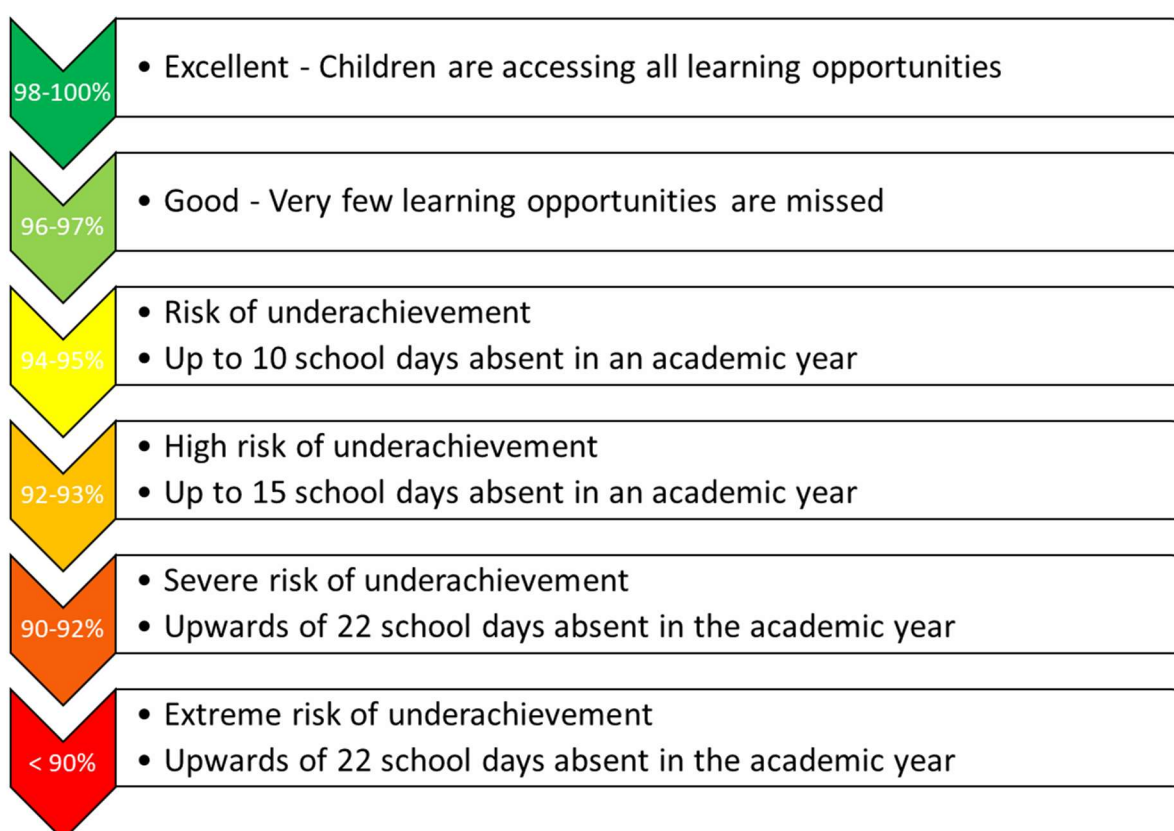 98-100%
• Excellent - Children are accessing all learning opportunities
96-97%
• Good - Very few learning opportunities are missed
94-95%
• Risk of underachievement
• Up to 10 school days absent in an academic year
92-93%
• High risk of underachievement
• Up to 15 school days absent in an academic year
90-92%
• Severe risk of underachievement
• Upwards of 22 school days absent in the academic year
< 90%
• Extreme risk of underachievement
• Upwards of 22 school days absent in the academic year